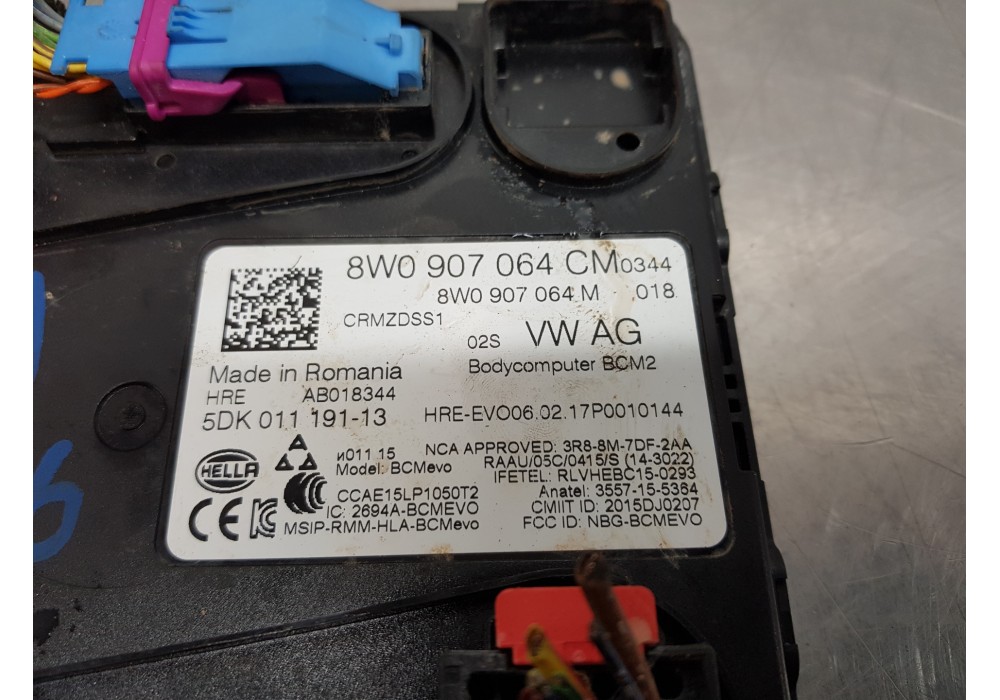 8W0 907 064 CM 0344
8W0 907 064 M 018
CRMZDSS1
02S VW AG
Bodycomputer BCM2
Made in Romania
HRE AB018344
5DK 011 191-13
HRE-EVO06.02.17P0010144
NCA APPROVED: 3R8-8M-7DF-2AA
RAAU/05C/0415/S (14-3022)
IFETEL: RLVHEBC15-0293
Anatel: 3557-15-5364
CMIIT ID: 2015DJ0207
FCC ID: NBG-BCMEVO
HELLA
и011 15
Model: BCMevo
CCAE15LP1050T2
IC: 2694A-BCMEVO
MSIP-RMM-HLA-BCMevo
CE